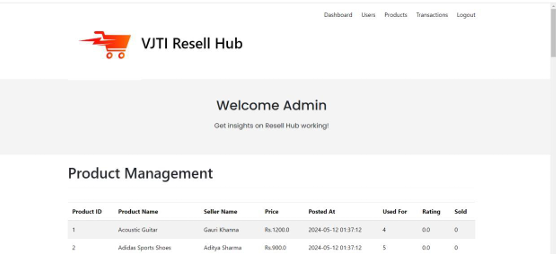 Dashboard Users Products Transactions Logout
VJTI Resell Hub
Welcome Admin
Get insights on Resell Hub working!
Product Management
Product ID Product Name Seller Name Price Posted At Used For Rating Sold
1 Acoustic Guitar Gauri Khanna Rs.1200.0 2024-05-12 01:37:12 4 0.0 0
2 Adidas Sports Shoes Aditya Sharma Rs.900.0 2024-05-12 01:37:12 5 0.0 0